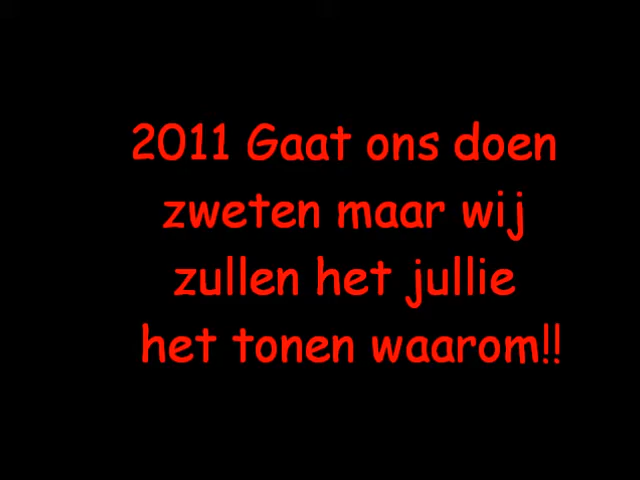 2011 Gaat ons doen
zweten maar wij
zullen het jullie
het tonen waarom!!